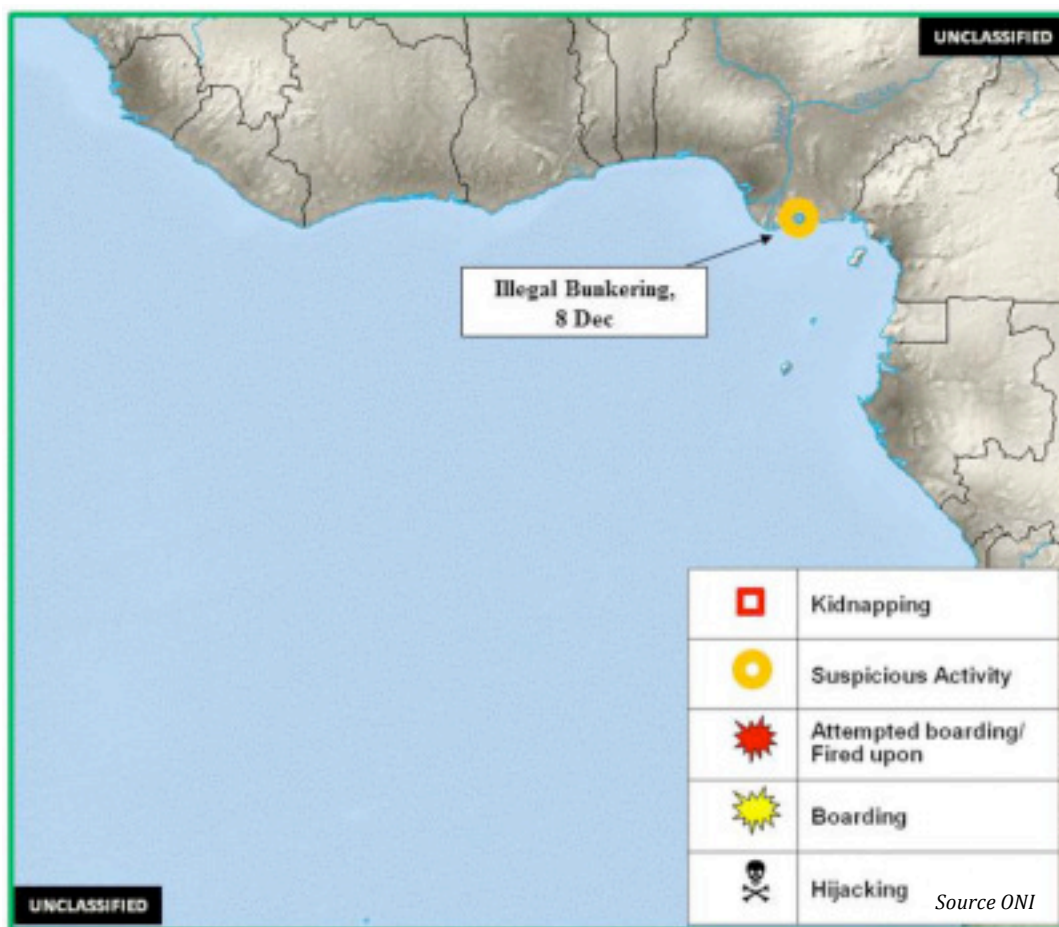 UNCLASSIFIED
Illegal Bunkering,
8 Dec
Kidnapping
Suspicious Activity
Attempted boarding/
Fired upon
Boarding
Hijacking
Source ONI
UNCLASSIFIED